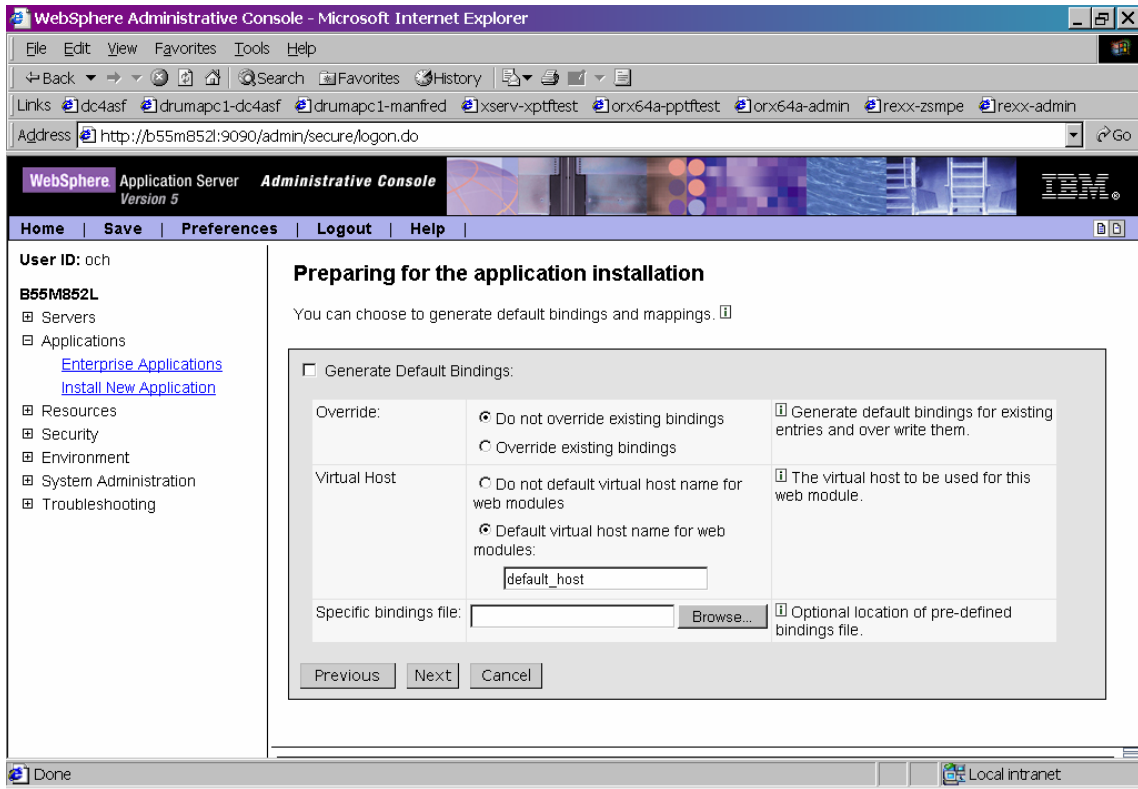 WebSphere Administrative Console - Microsoft Internet Explorer
File Edit View Favorites Tools Help
Back Search Favorites History
Links dc4asf drumapc1-dc4asf drumapc1-manfred xserv-xptftest orx64a-pptftest orx64a-admin rexx-zsmpe rexx-admin
Address http://b55m852l:9090/admin/secure/logon.do Go
WebSphere Application Server Administrative Console
Version 5
IBM®
Home | Save | Preferences | Logout | Help |
User ID: och
B55M852L
Servers
Applications
Enterprise Applications
Install New Application
Resources
Security
Environment
System Administration
Troubleshooting
Preparing for the application installation
You can choose to generate default bindings and mappings. i
Generate Default Bindings:
Override:
Do not override existing bindings
Override existing bindings
i Generate default bindings for existing
entries and over write them.
Virtual Host
Do not default virtual host name for
web modules
Default virtual host name for web
modules:
default_host
i The virtual host to be used for this
web module.
Specific bindings file:
Browse...
i Optional location of pre-defined
bindings file.
Previous Next Cancel
Done
Local intranet